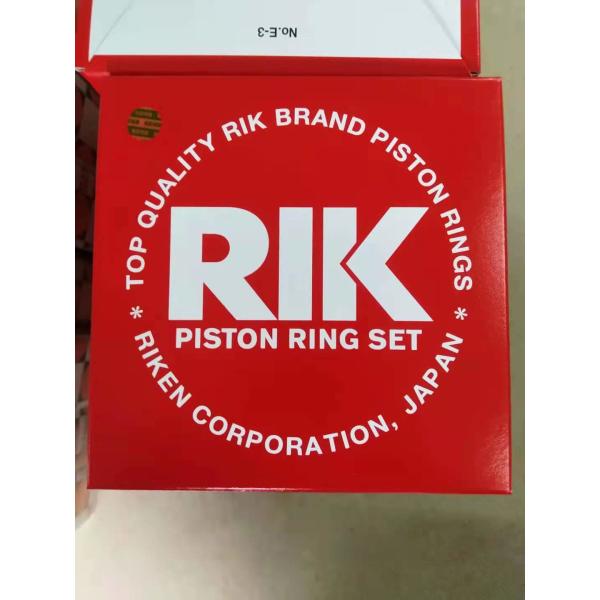 No.E-3
TOP QUALITY RIK BRAND PISTON RINGS
RIK
PISTON RING SET
* RIKEN CORPORATION, JAPAN *